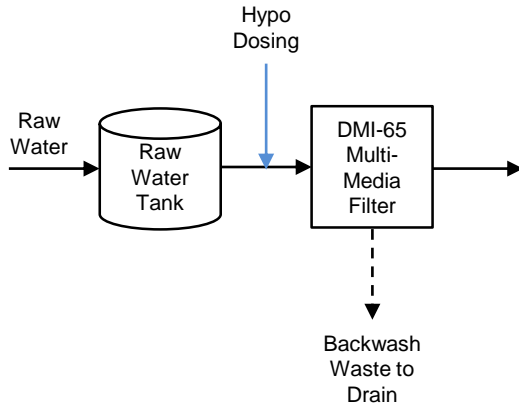 Hypo
Dosing
Raw
Water
Raw
Water
Tank
DMI-65
Multi-
Media
Filter
Backwash
Waste to
Drain